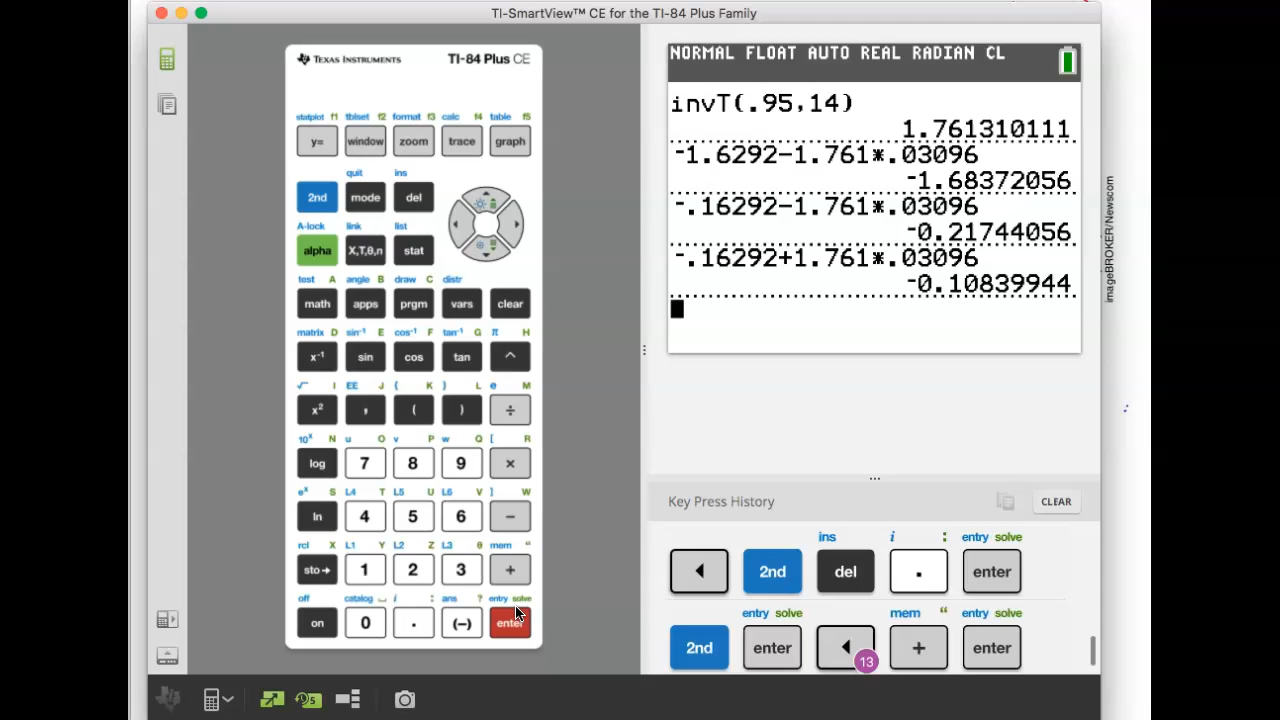 TI-SmartView™ CE for the TI-84 Plus Family
TEXAS INSTRUMENTS TI-84 Plus CE
statplot f1 tblset f2 format f3 calc f4 table f5
y= window zoom trace graph
quit ins
2nd mode del
A-lock link list
alpha X,T,θ,n stat
test A angle B draw C distr
math apps prgm vars clear
matrix D sin⁻¹ E cos⁻¹ F tan⁻¹ G π H
x⁻¹ sin cos tan ^
√ I EE J { K } L e M
x² , ( ) ÷
10ˣ N u O v P w Q [ R
log 7 8 9 ×
eˣ S L4 T L5 U L6 V ] W
ln 4 5 6 −
rcl X L1 Y L2 Z L3 θ mem “
sto→ 1 2 3 +
off catalog ⎵ i : ans ? entry solve
on 0 . (–) enter
NORMAL FLOAT AUTO REAL RADIAN CL
invT(.95,14)
1.761310111
-1.6292-1.761*.03096
-1.68372056
-.16292-1.761*.03096
-0.21744056
-.16292+1.761*.03096
-0.10839944
Key Press History CLEAR
ins i : entry solve
2nd del . enter
entry solve mem “ entry solve
2nd enter 13 + enter
imageBROKER/Newscom